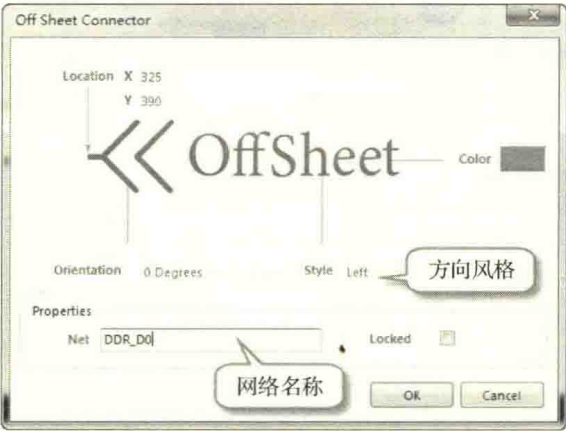 Off Sheet Connector
Location X 325
Y 390
OffSheet
Color
Orientation 0 Degrees
Style Left
方向风格
Properties
Net DDR_D0
Locked
网络名称
OK Cancel